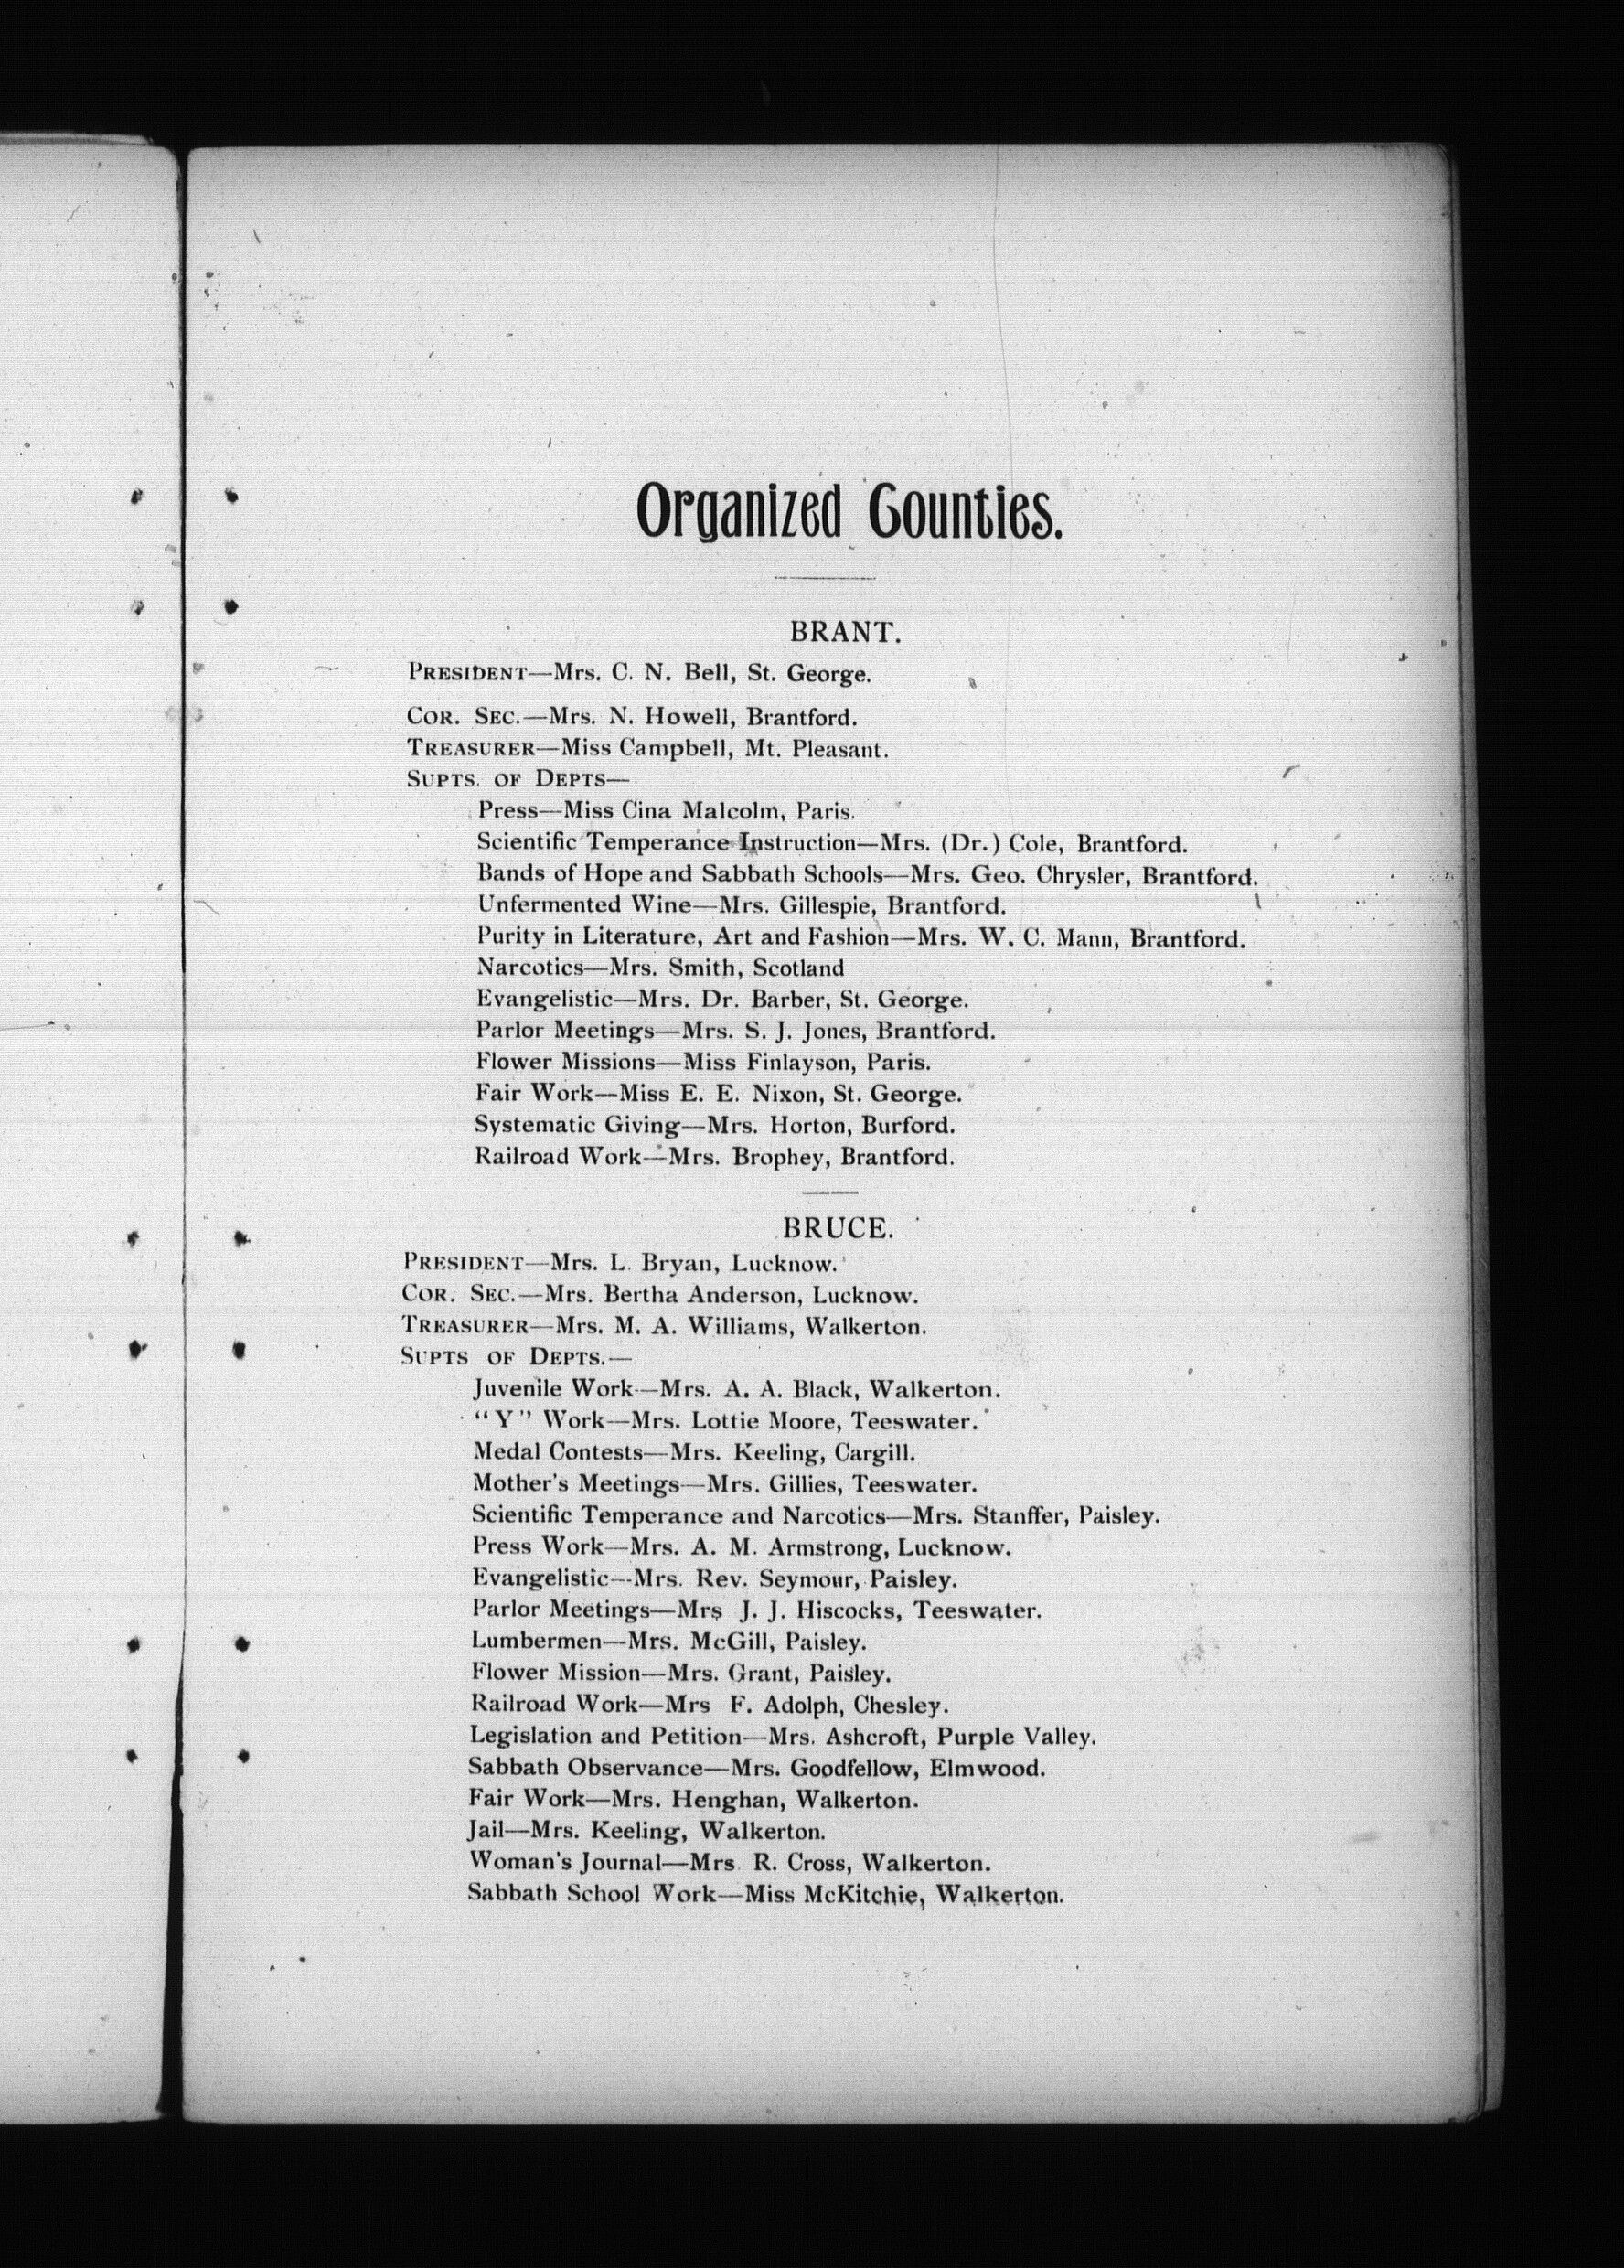 Organized Counties.
BRANT.
PRESIDENT—Mrs. C. N. Bell, St. George.
COR. SEC.—Mrs. N. Howell, Brantford.
TREASURER—Miss Campbell, Mt. Pleasant.
SUPTS. OF DEPTS—
Press—Miss Cina Malcolm, Paris.
Scientific Temperance Instruction—Mrs. (Dr.) Cole, Brantford.
Bands of Hope and Sabbath Schools—Mrs. Geo. Chrysler, Brantford.
Unfermented Wine—Mrs. Gillespie, Brantford.
Purity in Literature, Art and Fashion—Mrs. W. C. Mann, Brantford.
Narcotics—Mrs. Smith, Scotland
Evangelistic—Mrs. Dr. Barber, St. George.
Parlor Meetings—Mrs. S. J. Jones, Brantford.
Flower Missions—Miss Finlayson, Paris.
Fair Work—Miss E. E. Nixon, St. George.
Systematic Giving—Mrs. Horton, Burford.
Railroad Work—Mrs. Brophey, Brantford.
BRUCE.
PRESIDENT—Mrs. L. Bryan, Lucknow.
COR. SEC.—Mrs. Bertha Anderson, Lucknow.
TREASURER—Mrs. M. A. Williams, Walkerton.
SUPTS OF DEPTS.—
Juvenile Work—Mrs. A. A. Black, Walkerton.
"Y" Work—Mrs. Lottie Moore, Teeswater.
Medal Contests—Mrs. Keeling, Cargill.
Mother's Meetings—Mrs. Gillies, Teeswater.
Scientific Temperance and Narcotics—Mrs. Stanffer, Paisley.
Press Work—Mrs. A. M. Armstrong, Lucknow.
Evangelistic—Mrs. Rev. Seymour, Paisley.
Parlor Meetings—Mrs J. J. Hiscocks, Teeswater.
Lumbermen—Mrs. McGill, Paisley.
Flower Mission—Mrs. Grant, Paisley.
Railroad Work—Mrs F. Adolph, Chesley.
Legislation and Petition—Mrs. Ashcroft, Purple Valley.
Sabbath Observance—Mrs. Goodfellow, Elmwood.
Fair Work—Mrs. Henghan, Walkerton.
Jail—Mrs. Keeling, Walkerton.
Woman's Journal—Mrs. R. Cross, Walkerton.
Sabbath School Work—Miss McKitchie, Walkerton.